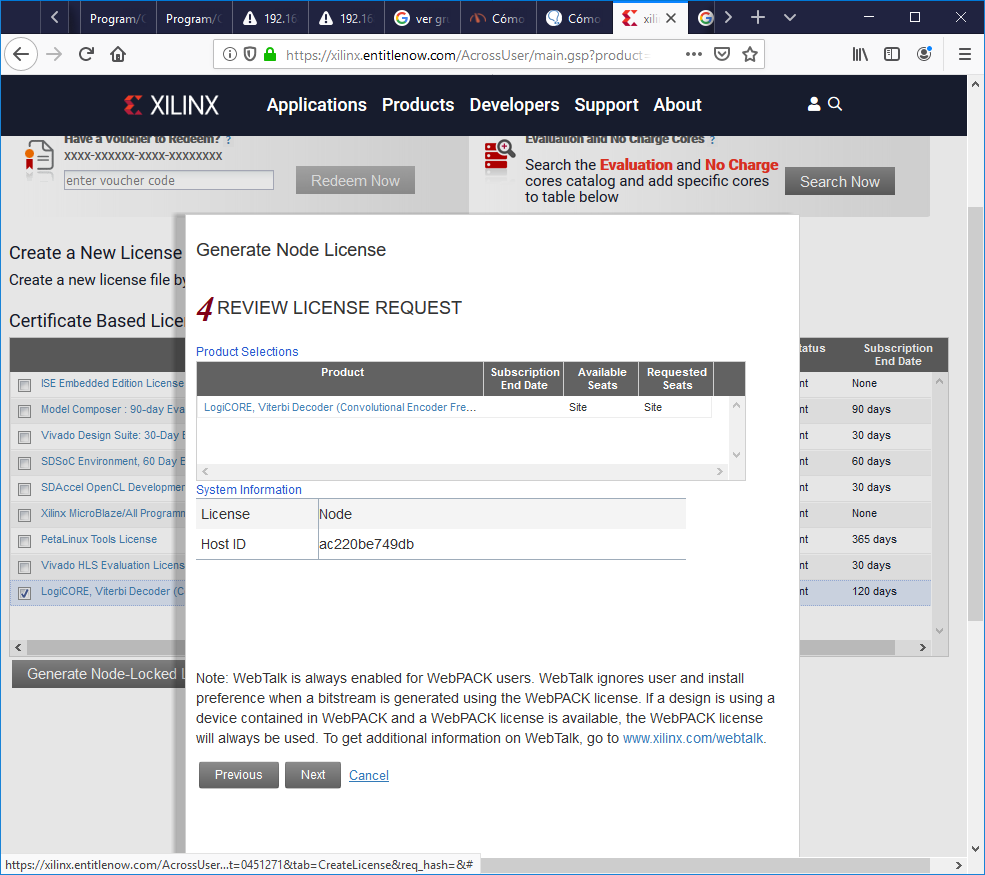 Program/C
Program/C
192.16
192.16
ver gr
Cómo
Cómo
xili
https://xilinx.entitlenow.com/AcrossUser/main.gsp?product=
XILINX
Applications Products Developers Support About
Have a Voucher to Redeem? ?
XXXX-XXXXXX-XXXX-XXXXXXXX
enter voucher code
Redeem Now
Evaluation and No Charge Cores ?
Search the Evaluation and No Charge
cores catalog and add specific cores
to table below
Search Now
Create a New License
Create a new license file by
Certificate Based Lice
atus
Subscription
End Date
ISE Embedded Edition License
nt None
Model Composer : 90-day Eva
nt 90 days
Vivado Design Suite: 30-Day E
nt 30 days
SDSoC Environment, 60 Day E
nt 60 days
SDAccel OpenCL Developmen
nt 30 days
Xilinx MicroBlaze/All Programm
nt None
PetaLinux Tools License
nt 365 days
Vivado HLS Evaluation Licens
nt 30 days
LogiCORE, Viterbi Decoder (C
nt 120 days
Generate Node-Locked L
Generate Node License
4 REVIEW LICENSE REQUEST
Product Selections
Product
Subscription
End Date
Available
Seats
Requested
Seats
LogiCORE, Viterbi Decoder (Convolutional Encoder Fre...
Site
Site
System Information
License Node
Host ID ac220be749db
Note: WebTalk is always enabled for WebPACK users. WebTalk ignores user and install
preference when a bitstream is generated using the WebPACK license. If a design is using a
device contained in WebPACK and a WebPACK license is available, the WebPACK license
will always be used. To get additional information on WebTalk, go to www.xilinx.com/webtalk.
Previous Next Cancel
https://xilinx.entitlenow.com/AcrossUser...t=0451271&tab=CreateLicense&req_hash=&#